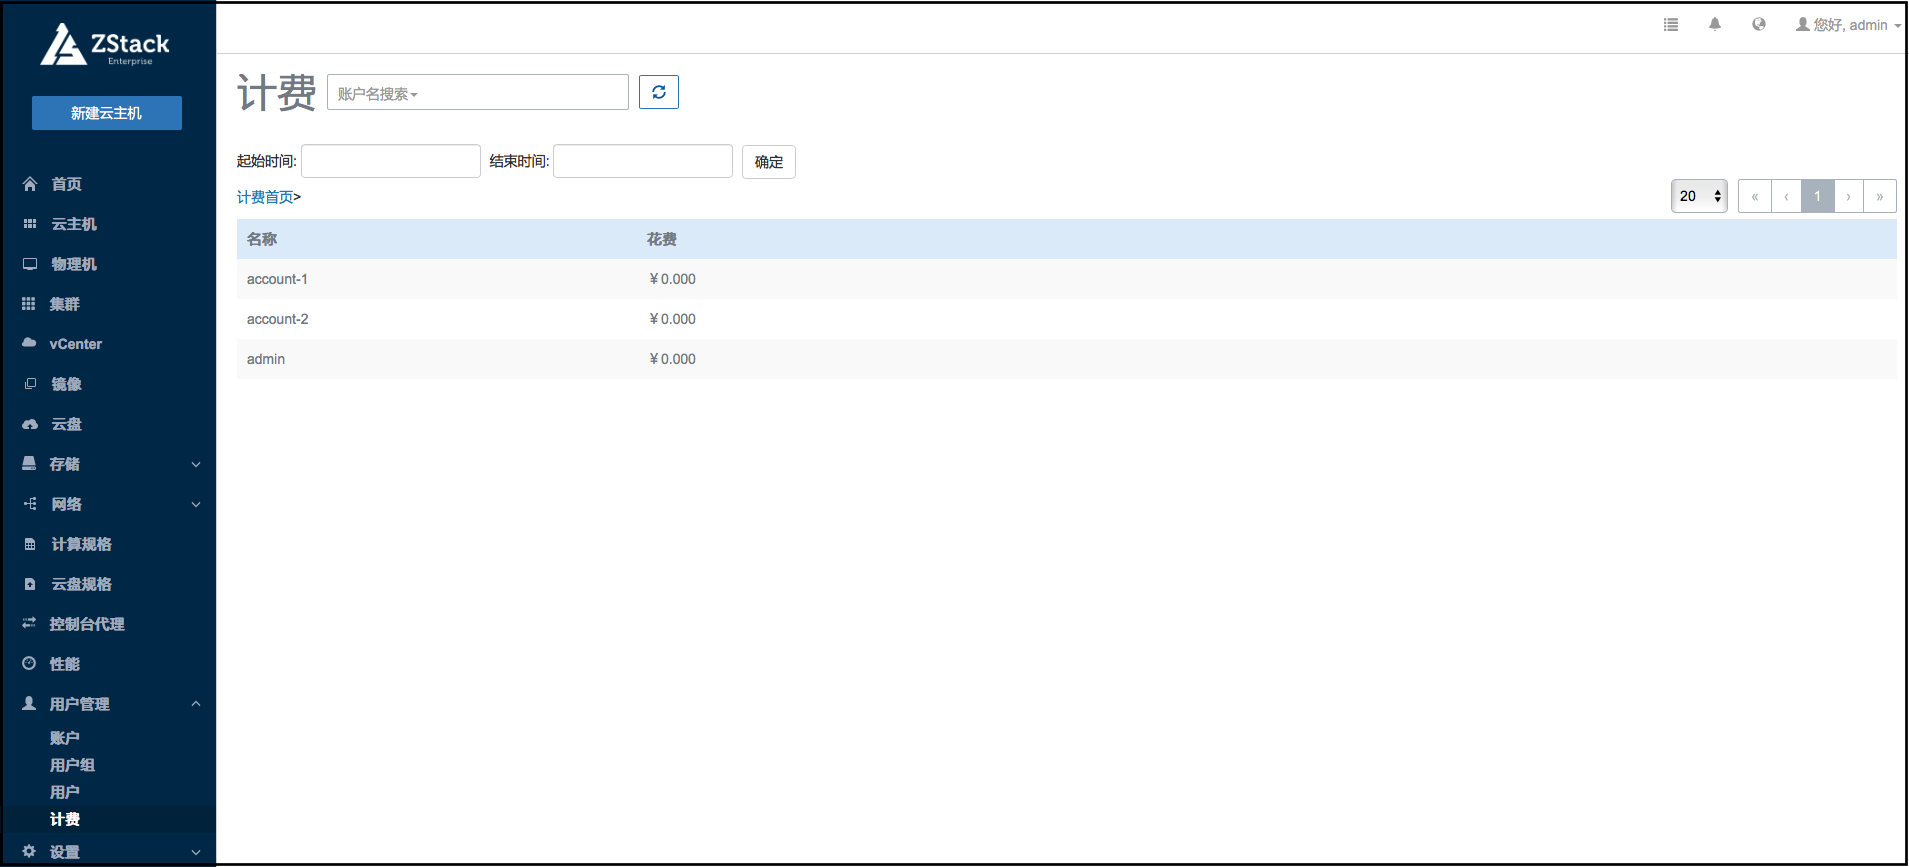 ZStack
Enterprise
新建云主机
首页
云主机
物理机
集群
vCenter
镜像
云盘
存储
网络
计算规格
云盘规格
控制台代理
性能
用户管理
账户
用户组
用户
计费
设置
您好, admin
计费 账户名搜索
起始时间: 结束时间: 确定
计费首页>
20 « ‹ 1 › »
名称 花费
account-1 ¥ 0.000
account-2 ¥ 0.000
admin ¥ 0.000